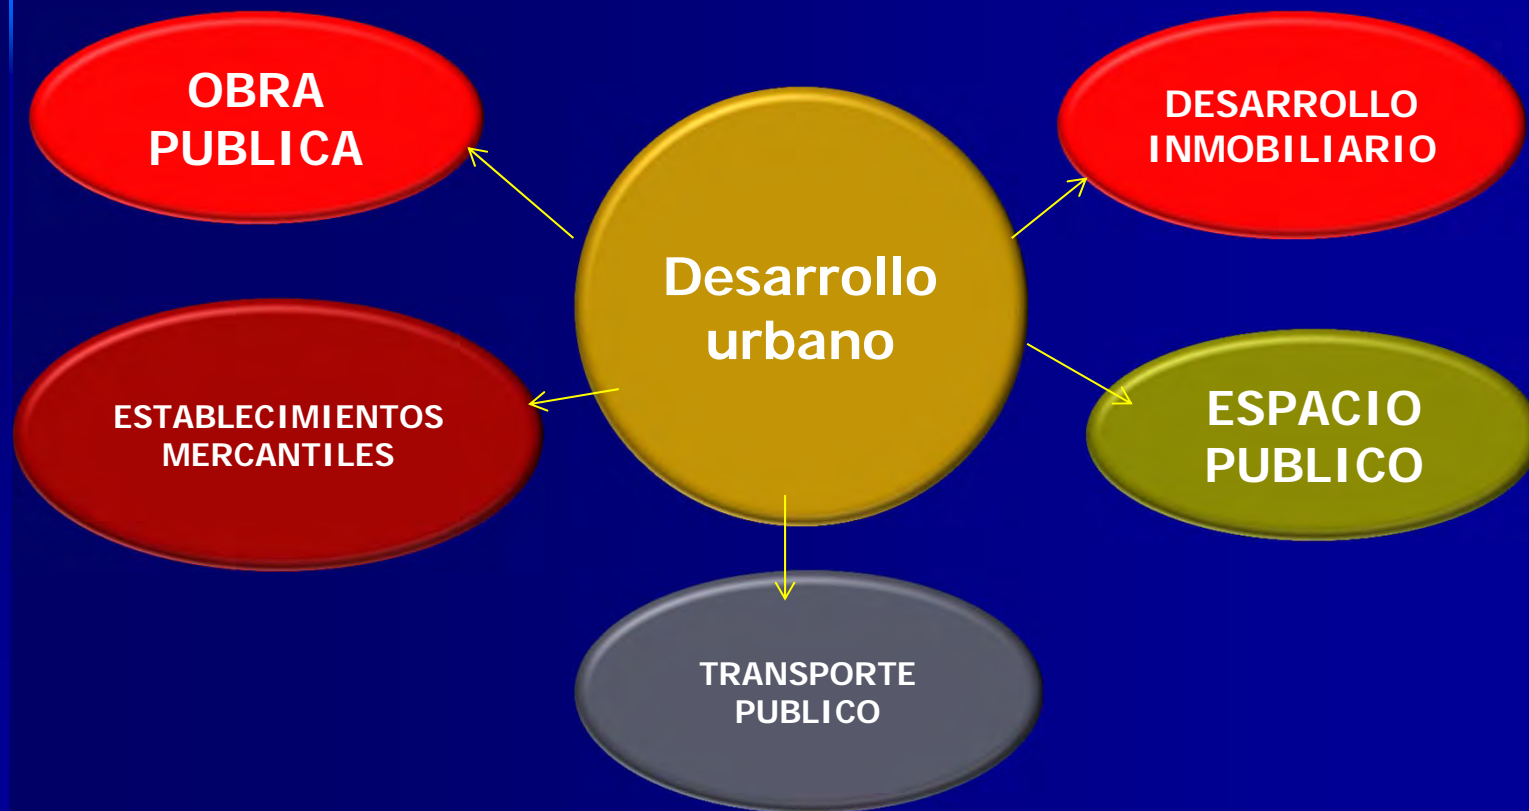 OBRA
PUBLICA
DESARROLLO
INMOBILIARIO
Desarrollo
urbano
ESTABLECIMIENTOS
MERCANTILES
ESPACIO
PUBLICO
TRANSPORTE
PUBLICO